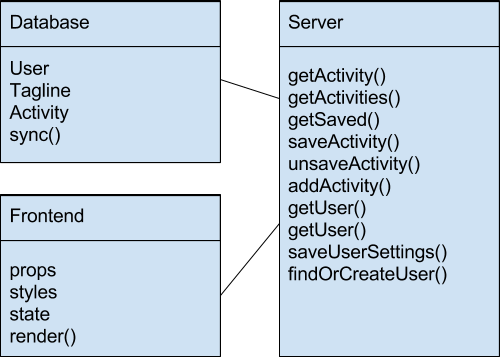 Database
User
Tagline
Activity
sync()
Server
getActivity()
getActivities()
getSaved()
saveActivity()
unsaveActivity()
addActivity()
getUser()
getUser()
saveUserSettings()
findOrCreateUser()
Frontend
props
styles
state
render()